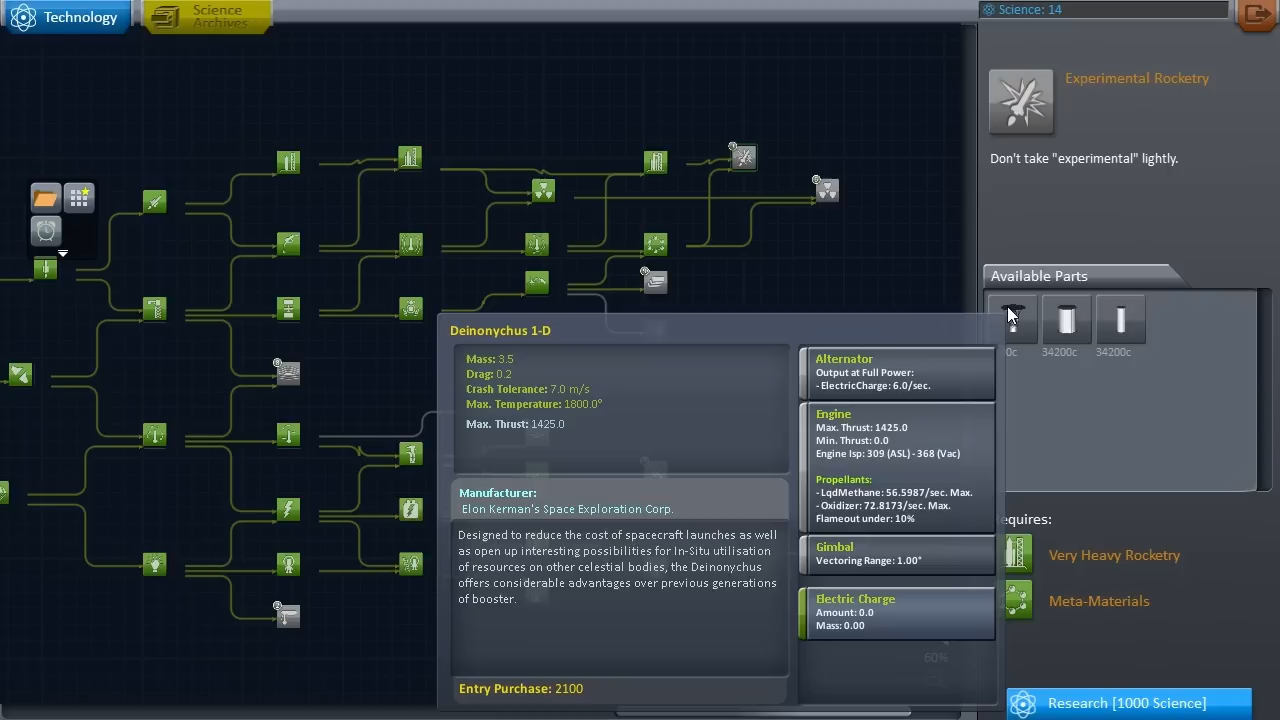 Technology
Science
Archives
Science: 14
Experimental Rocketry
Don't take "experimental" lightly.
Available Parts
0c
34200c
34200c
Deinonychus 1-D
Mass: 3.5
Drag: 0.2
Crash Tolerance: 7.0 m/s
Max. Temperature: 1800.0°
Max. Thrust: 1425.0
Manufacturer:
Elon Kerman's Space Exploration Corp.
Designed to reduce the cost of spacecraft launches as well
as open up interesting possibilities for In-Situ utilisation
of resources on other celestial bodies, the Deinonychus
offers considerable advantages over previous generations
of booster.
Entry Purchase: 2100
Alternator
Output at Full Power:
- ElectricCharge: 6.0/sec.
Engine
Max. Thrust: 1425.0
Min. Thrust: 0.0
Engine Isp: 309 (ASL) - 368 (Vac)
Propellants:
- LqdMethane: 56.5987/sec. Max.
- Oxidizer: 72.8173/sec. Max.
Flameout under: 10%
Gimbal
Vectoring Range: 1.00°
Electric Charge
Amount: 0.0
Mass: 0.00
60%
equires:
Very Heavy Rocketry
Meta-Materials
Research [1000 Science]